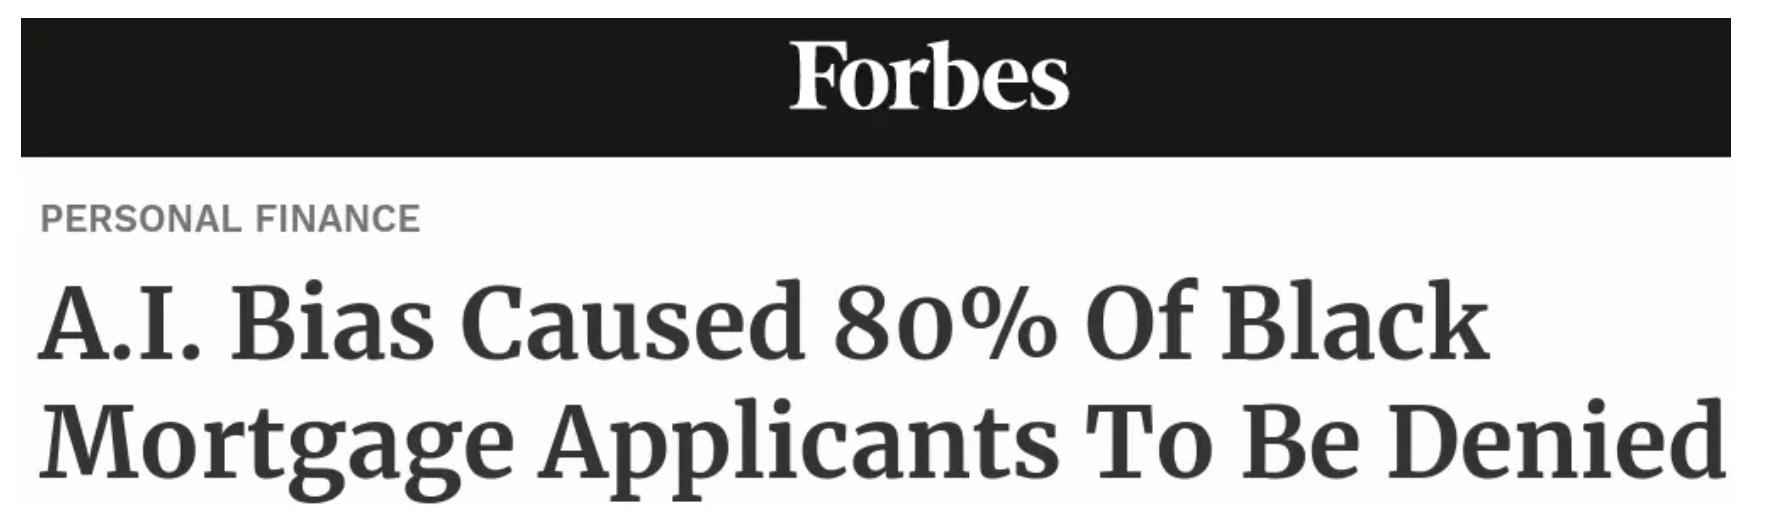 Forbes
PERSONAL FINANCE
A.I. Bias Caused 80% Of Black
Mortgage Applicants To Be Denied